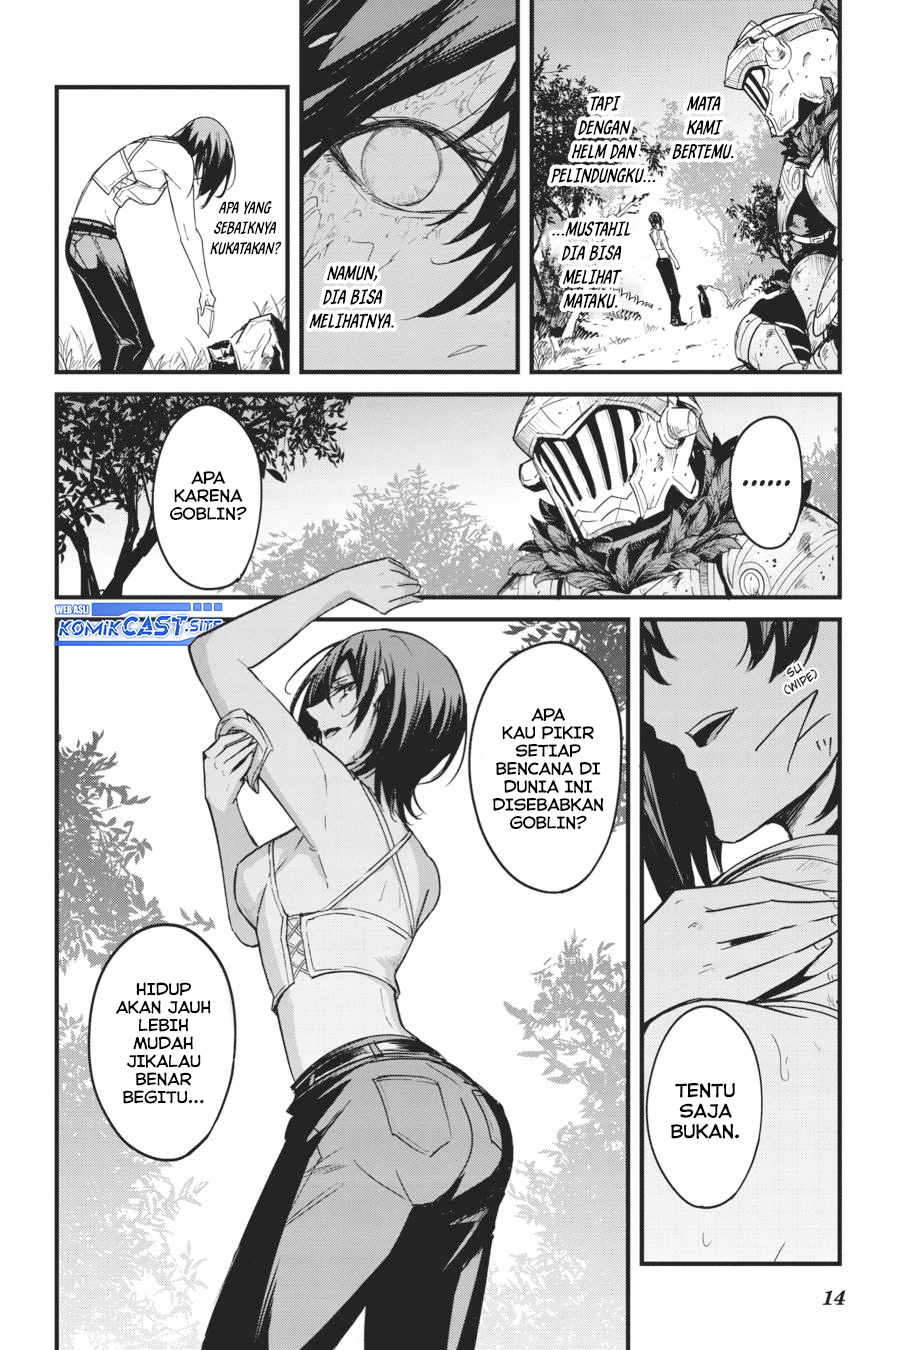 MATA
KAMI
BERTEMU.
TAPI
DENGAN
HELM DAN
PELINDUNGKU...
...MUSTAHIL
DIA BISA
MELIHAT
MATAKU.
NAMUN,
DIA BISA
MELIHATNYA.
APA YANG
SEBAIKNYA
KUKATAKAN?
.......
APA
KARENA
GOBLIN?
WEB ASLI
KOMIKCAST.SITE
SU
(WIPE)
TENTU
SAJA
BUKAN.
APA
KAU PIKIR
SETIAP
BENCANA DI
DUNIA INI
DISEBABKAN
GOBLIN?
HIDUP
AKAN JAUH
LEBIH
MUDAH
JIKALAU
BENAR
BEGITU...
14